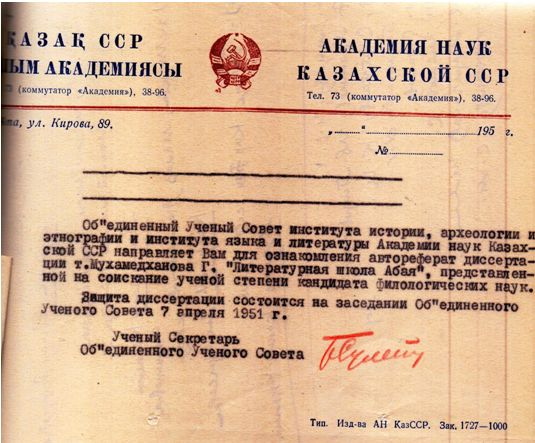 ҚАЗАҚ ССР
ЫМ АКАДЕМИЯСЫ
(коммутатор «Академия»), 38-96.
ул. Кирова, 89.
АКАДЕМИЯ НАУК
КАЗАХСКОЙ ССР
Тел. 73 (коммутатор «Академия»), 38-96.
„ “ 195 г.
№
Об"единенный Ученый Совет института истории, археологии и
этнографии и института языка и литературы Академии наук Казах-
ской ССР направляет Вам для ознакомления автореферат диссерта-
ции т.Мухамедханова Г. "Литературная школа Абая", представлен-
ной на соискание ученой степени кандидата филологических наук.
Защита диссертации состоится на заседании Об"единенного
Ученого Совета 7 апреля 1951 г.
Ученый Секретарь
Об"единенного Ученого Совета
Тип. Изд-ва АН КазССР. Зак. 1727—1000